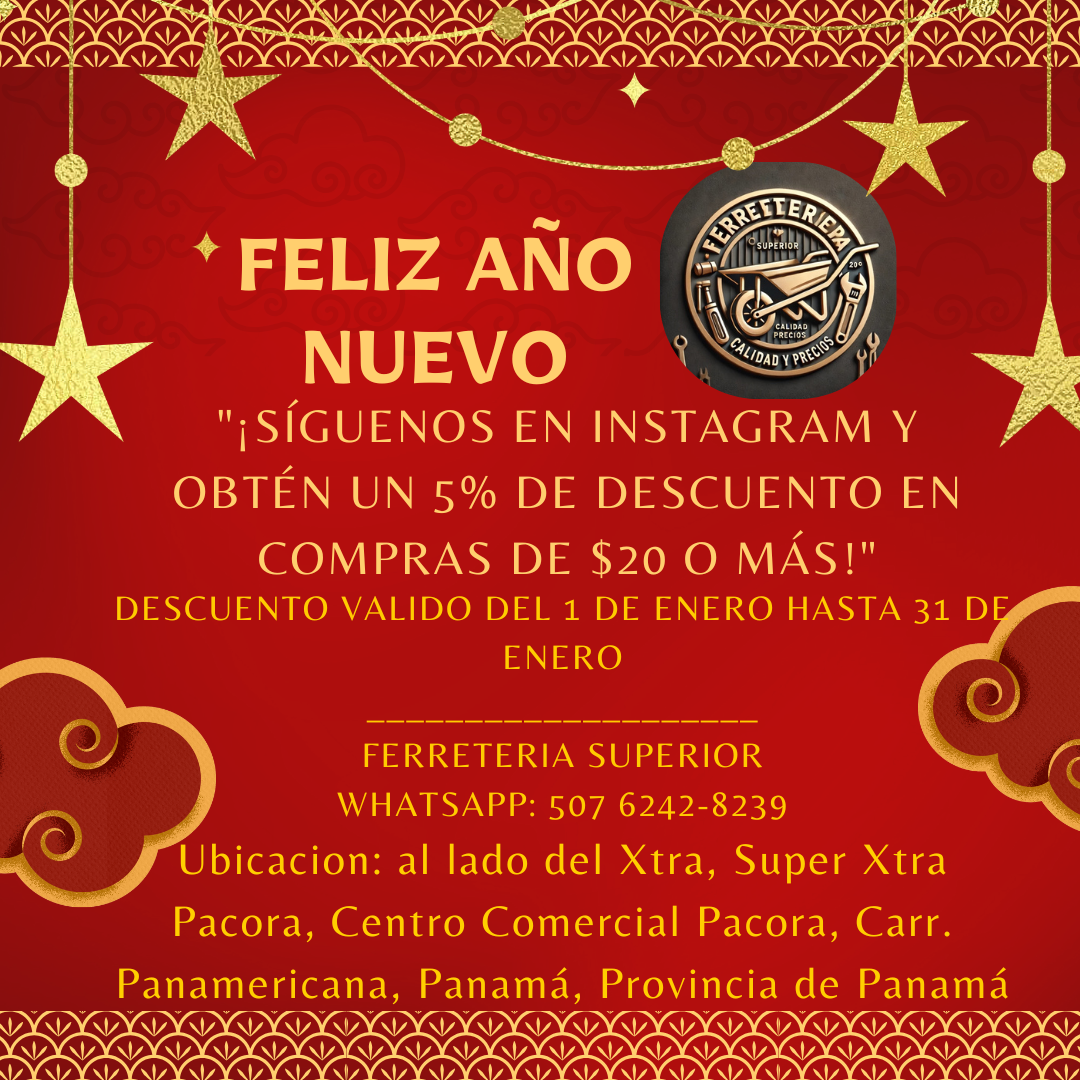 FELIZ AÑO
NUEVO
SUPERIOR
20º
CALIDAD
PRECIOS
CALIDAD Y PRECIOS
"¡SÍGUENOS EN INSTAGRAM Y
OBTÉN UN 5% DE DESCUENTO EN
COMPRAS DE $20 O MÁS!"
DESCUENTO VALIDO DEL 1 DE ENERO HASTA 31 DE
ENERO
____________________
FERRETERIA SUPERIOR
WHATSAPP: 507 6242-8239
Ubicacion: al lado del Xtra, Super Xtra
Pacora, Centro Comercial Pacora, Carr.
Panamericana, Panamá, Provincia de Panamá